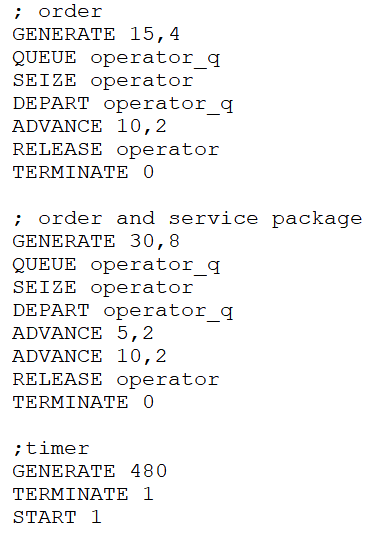 ; order
GENERATE 15,4
QUEUE operator_q
SEIZE operator
DEPART operator_q
ADVANCE 10,2
RELEASE operator
TERMINATE 0
; order and service package
GENERATE 30,8
QUEUE operator_q
SEIZE operator
DEPART operator_q
ADVANCE 5,2
ADVANCE 10,2
RELEASE operator
TERMINATE 0
;timer
GENERATE 480
TERMINATE 1
START 1